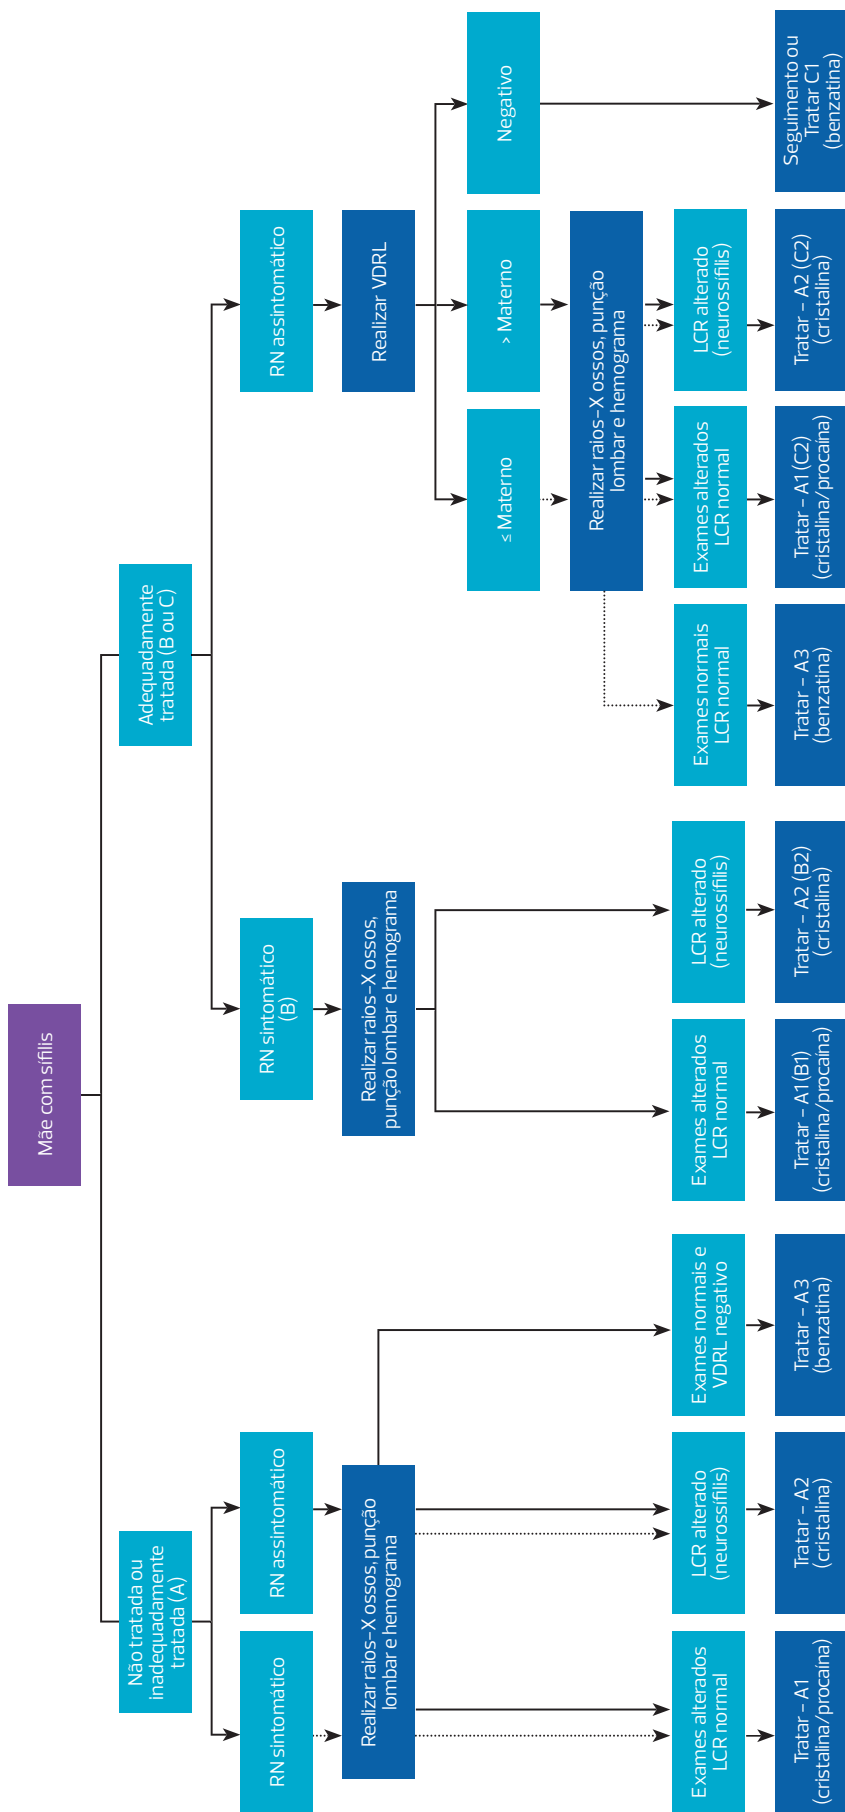 Mãe com sífilis
Não tratada ou
inadequadamente
tratada (A)
Adequadamente
tratada (B ou C)
RN sintomático
RN assintomático
RN sintomático
(B)
RN assintomático
Realizar raios-X ossos, punção
lombar e hemograma
Realizar raios-X ossos,
punção lombar e hemograma
Realizar VDRL
≤ Materno
> Materno
Negativo
Realizar raios-X ossos, punção
lombar e hemograma
Exames alterados
LCR normal
LCR alterado
(neurossífilis)
Exames normais e
VDRL negativo
Exames alterados
LCR normal
LCR alterado
(neurossífilis)
Exames normais
LCR normal
Exames alterados
LCR normal
LCR alterado
(neurossífilis)
Tratar – A1
(cristalina/procaína)
Tratar – A2
(cristalina)
Tratar – A3
(benzatina)
Tratar – A1 (B1)
(cristalina/procaína)
Tratar – A2 (B2)
(cristalina)
Tratar – A3
(benzatina)
Tratar – A1 (C2)
(cristalina/procaína)
Tratar – A2 (C2)
(cristalina)
Seguimento ou
Tratar C1
(benzatina)